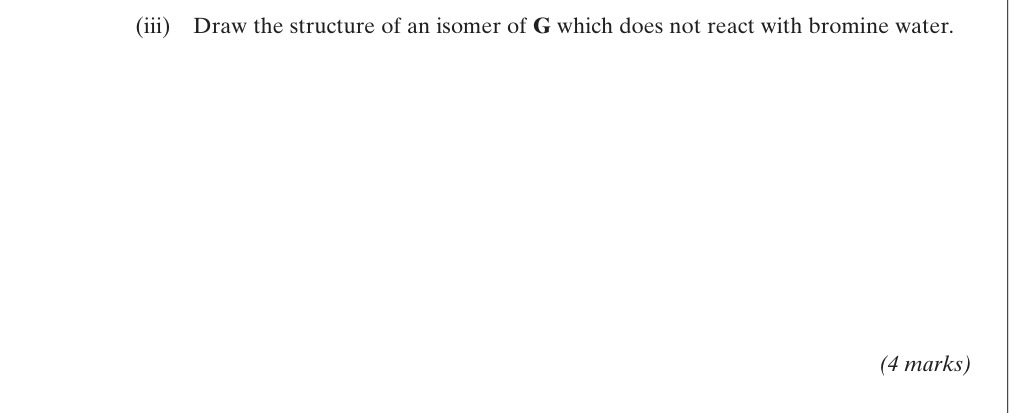 (iii) Draw the structure of an isomer of G which does not react with bromine water.
(4 marks)